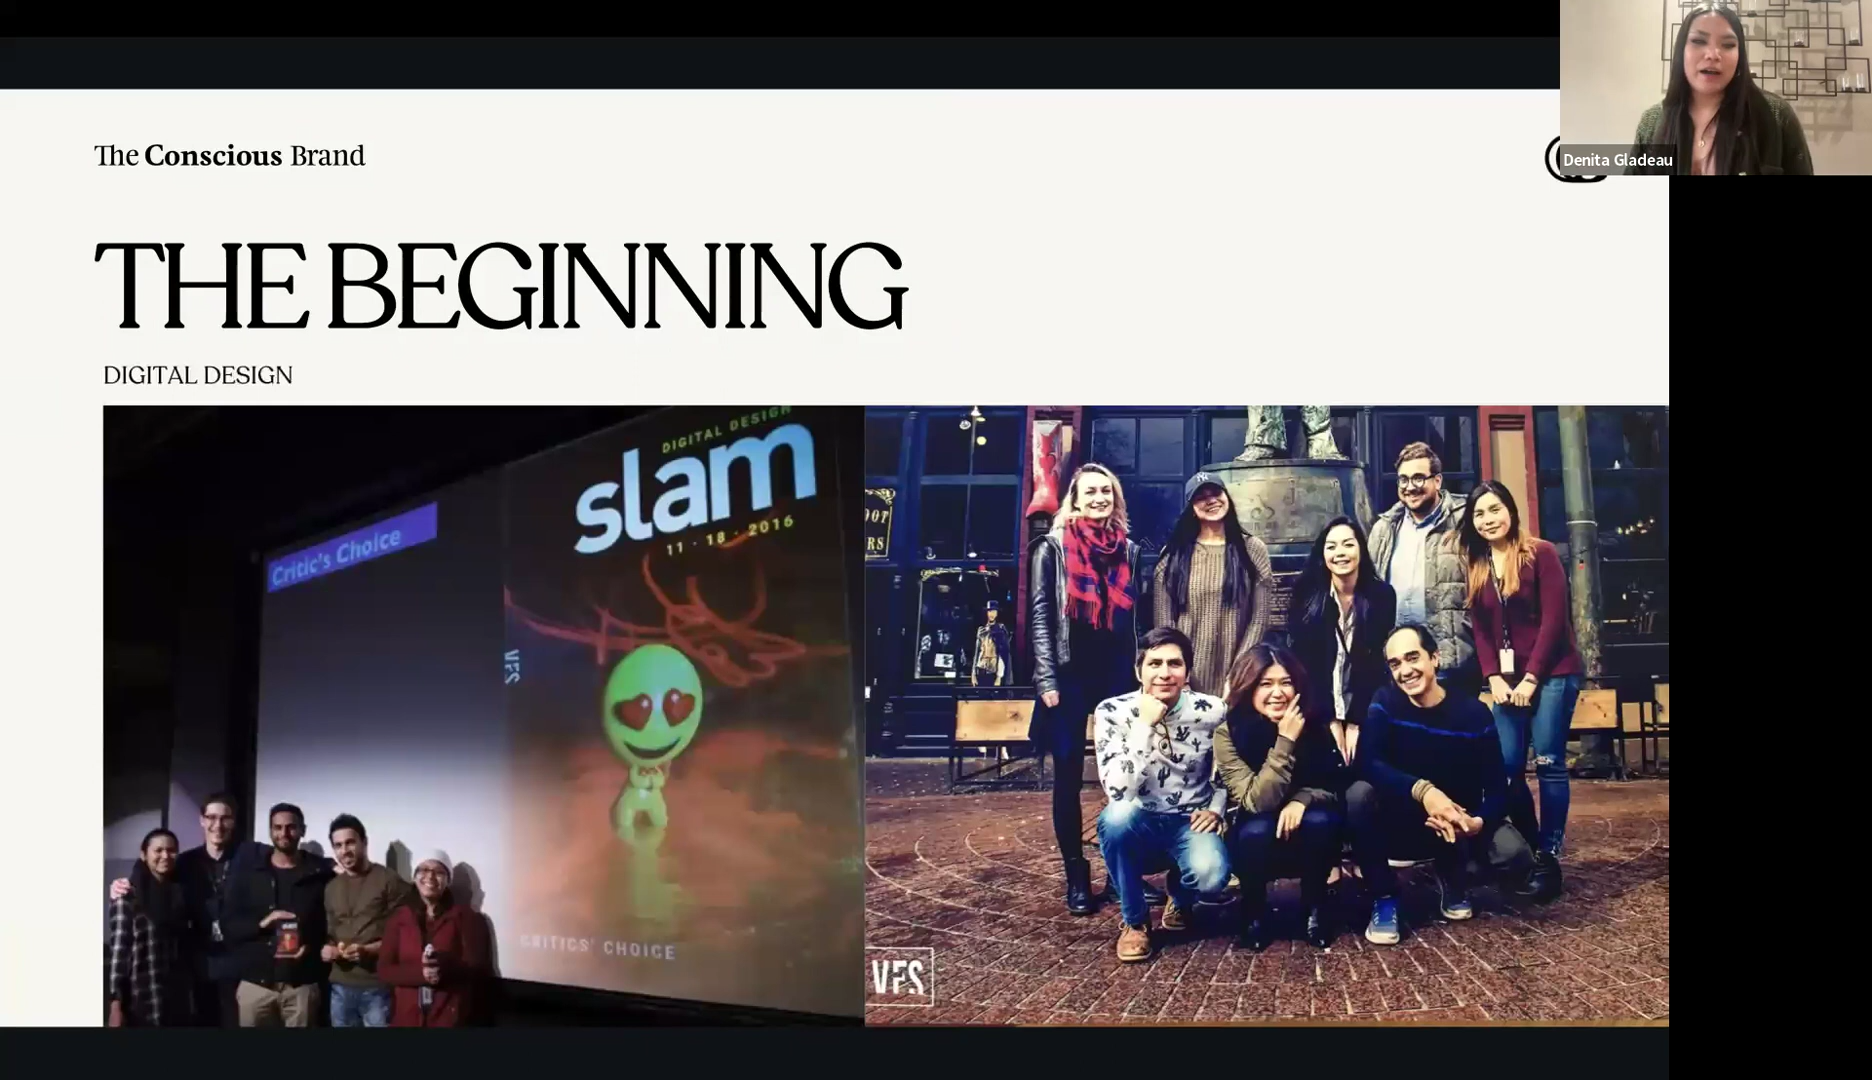 The Conscious Brand
Denita Gladeau
THE BEGINNING
DIGITAL DESIGN
DIGITAL DESIGN
slam
11 · 18 · 2016
Critic's Choice
VFS
CRITICS' CHOICE
VFS